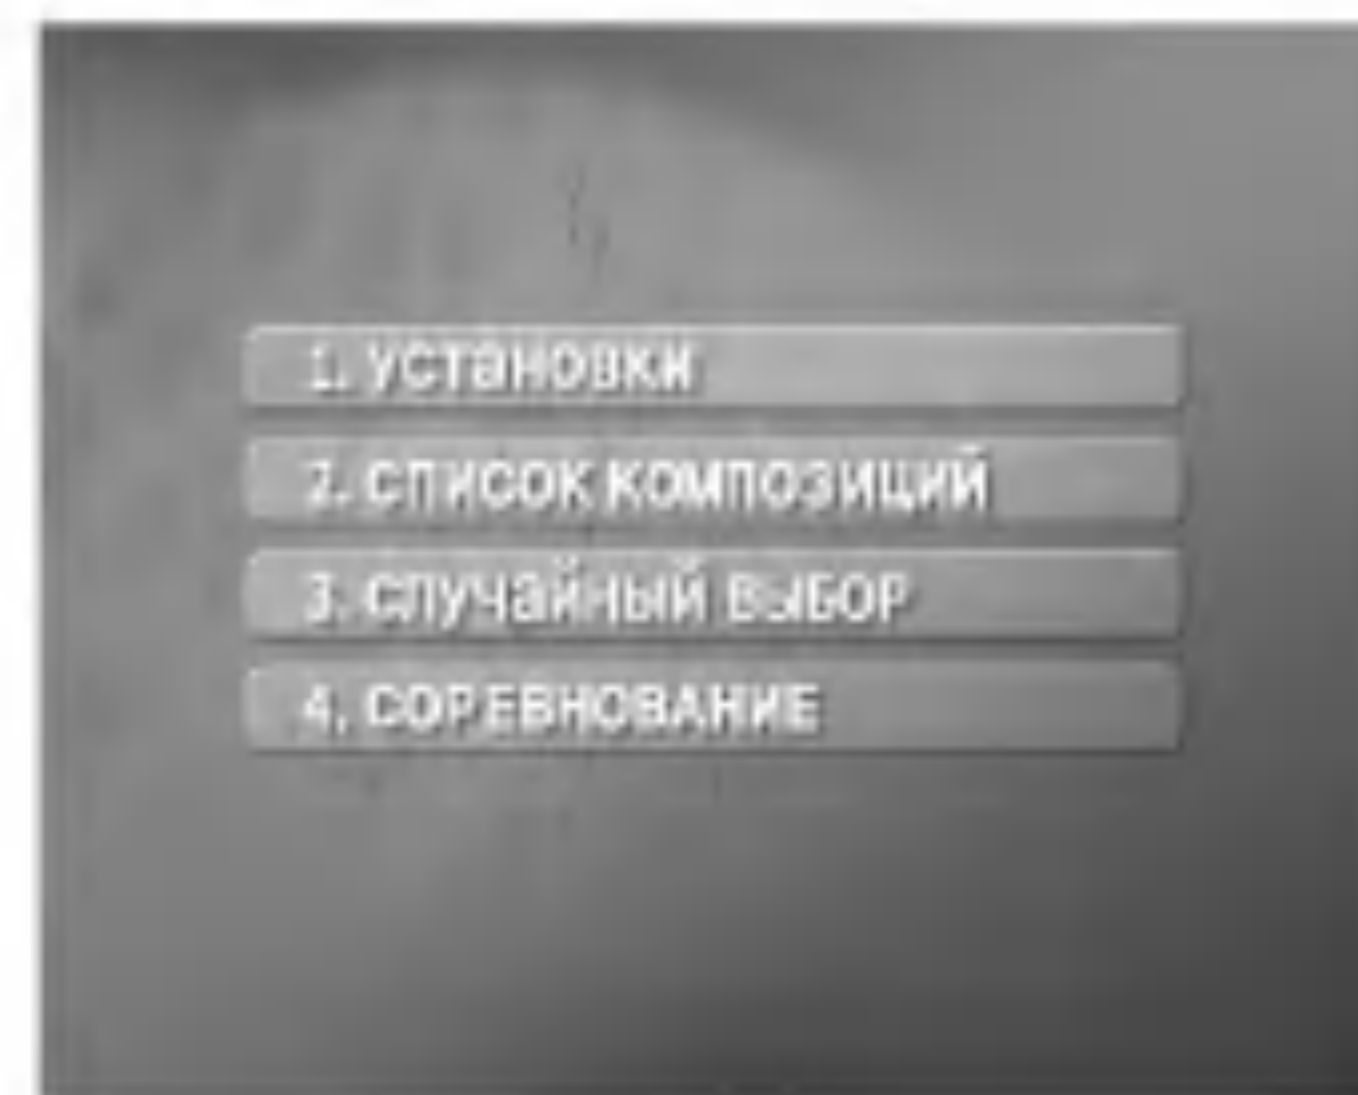 1. УСТАНОВКИ
2. СПИСОК КОМПОЗИЦИЙ
3. СЛУЧАЙНЫЙ ВЫБОР
4. СОРЕВНОВАНИЕ